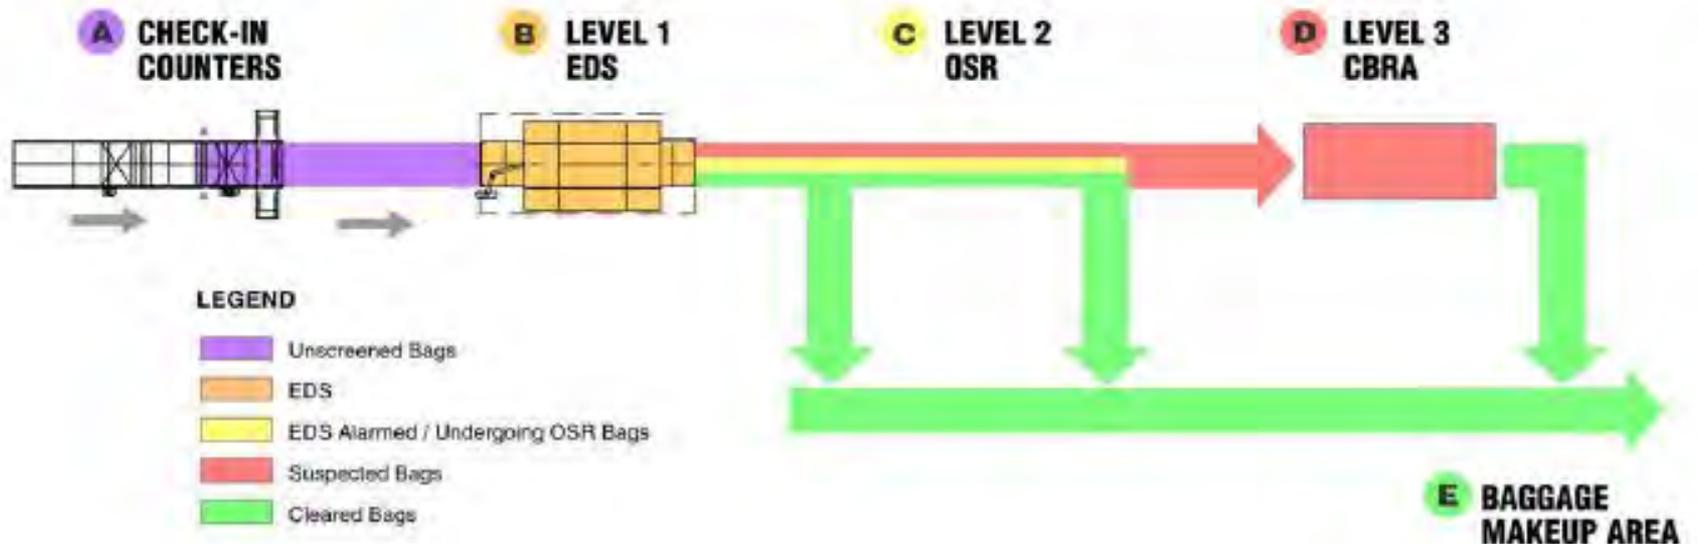 A CHECK-IN
COUNTERS
B LEVEL 1
EDS
C LEVEL 2
OSR
D LEVEL 3
CBRA
LEGEND
Unscreened Bags
EDS
EDS Alarmed / Undergoing OSR Bags
Suspected Bags
Cleared Bags
E BAGGAGE
MAKEUP AREA